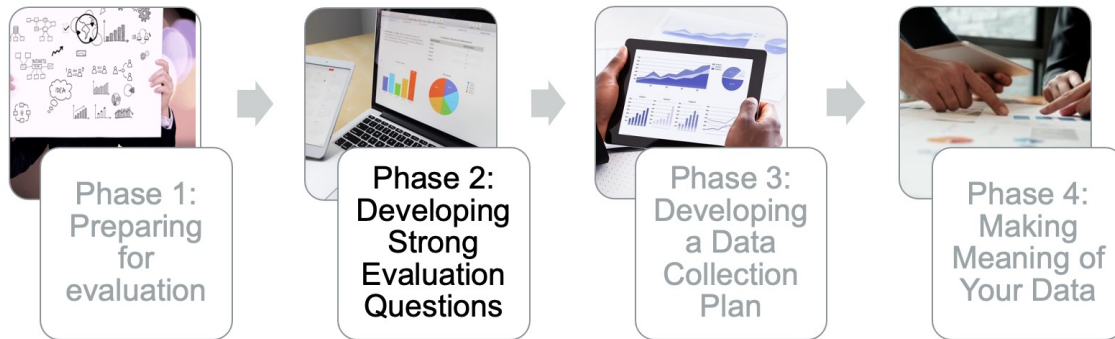 IDEA
Phase 1:
Preparing
for
evaluation
Phase 2:
Developing
Strong
Evaluation
Questions
Phase 3:
Developing
a Data
Collection
Plan
Phase 4:
Making
Meaning of
Your Data